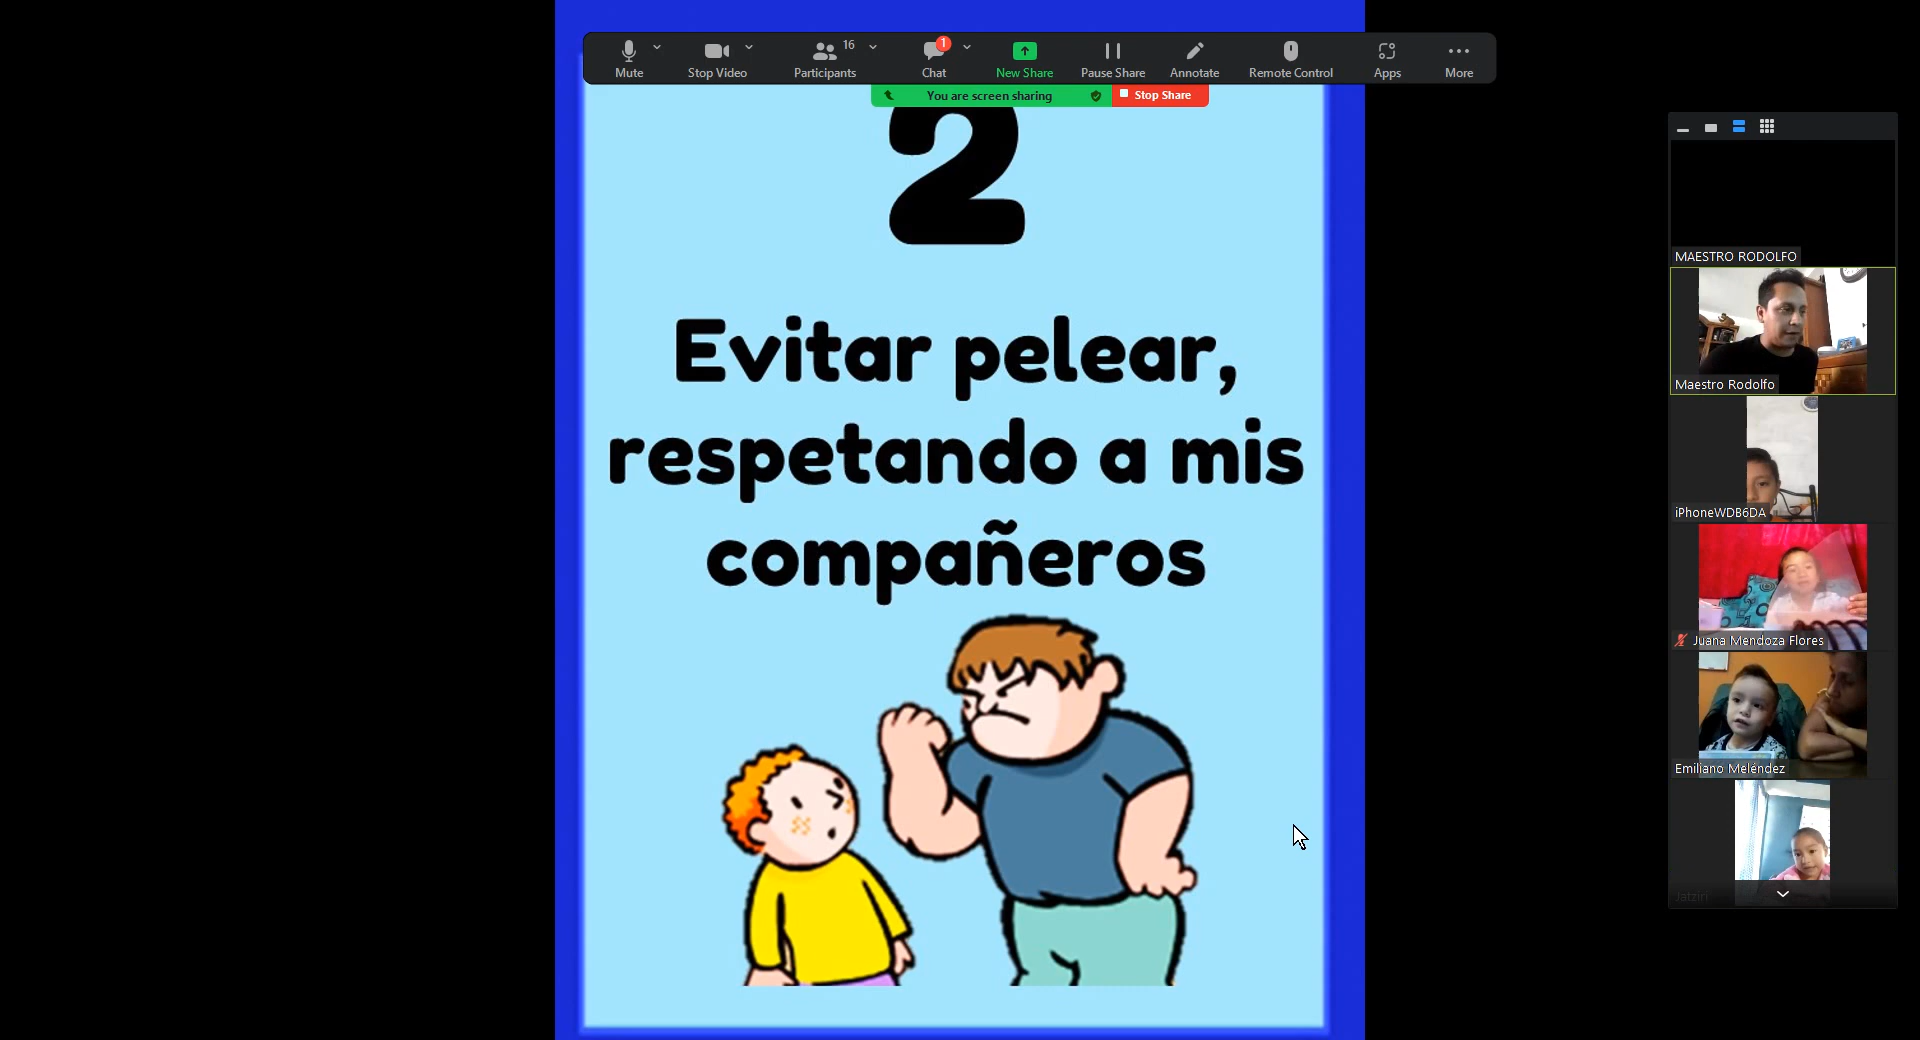 16
1
Mute
Stop Video
Participants
Chat
New Share
Pause Share
Annotate
Remote Control
Apps
More
You are screen sharing
Stop Share
2
Evitar pelear,
respetando a mis
compañeros
MAESTRO RODOLFO
Maestro Rodolfo
iPhoneWDB6DA
Juana Mendoza Flores
Emiliano Meléndez